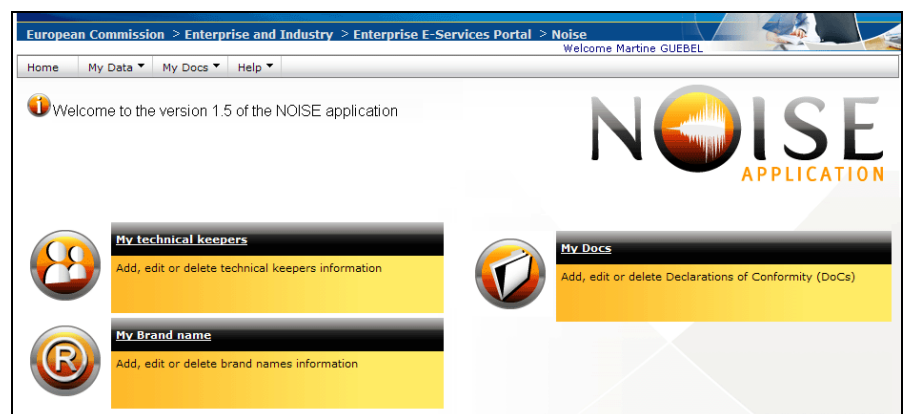 European Commission > Enterprise and Industry > Enterprise E-Services Portal > Noise
Welcome Martine GUEBEL
Home My Data My Docs Help
Welcome to the version 1.5 of the NOISE application
NOISE
APPLICATION
My technical keepers
Add, edit or delete technical keepers information
My Docs
Add, edit or delete Declarations of Conformity (DoCs)
My Brand name
Add, edit or delete brand names information
R